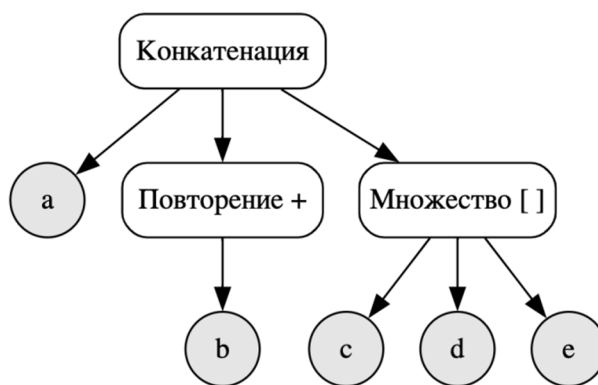 Конкатенация
a
Повторение +
Множество [ ]
b
c
d
e